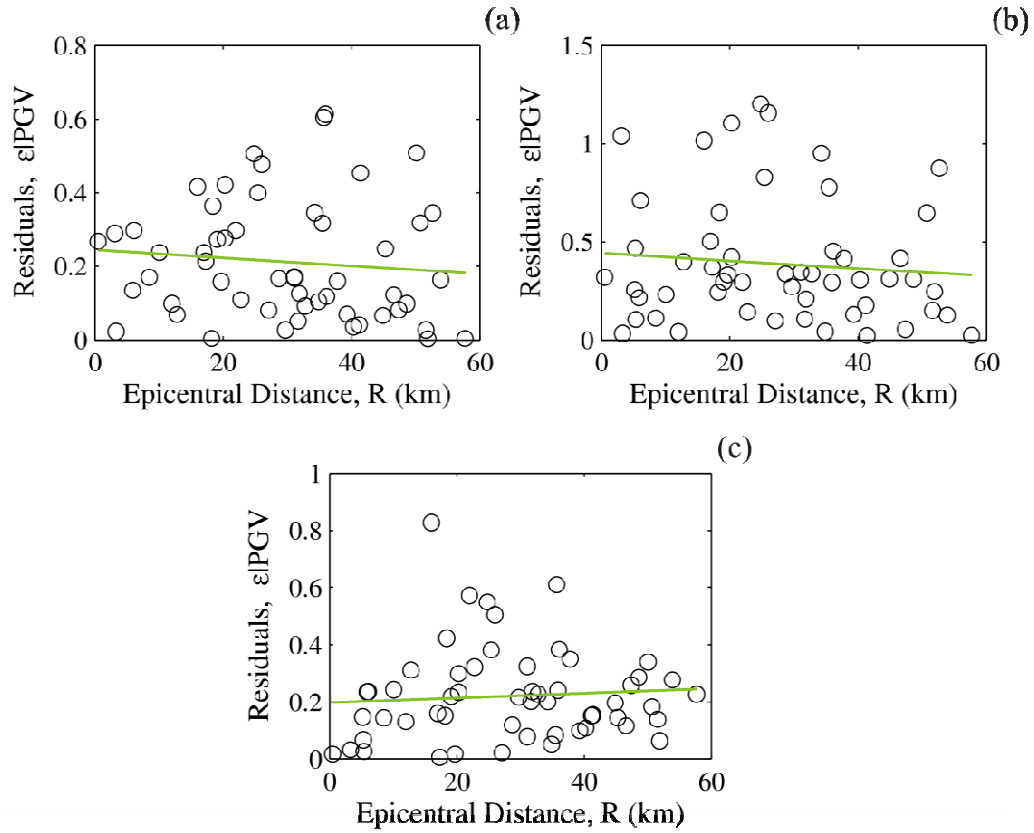 (a)
(b)
0.8
0.6
0.4
0.2
0
Residuals, ε|PGV
0 20 40 60
Epicentral Distance, R (km)
1.5
1
0.5
0
Residuals, ε|PGV
0 20 40 60
Epicentral Distance, R (km)
(c)
1
0.8
0.6
0.4
0.2
0
Residuals, ε|PGV
0 20 40 60
Epicentral Distance, R (km)